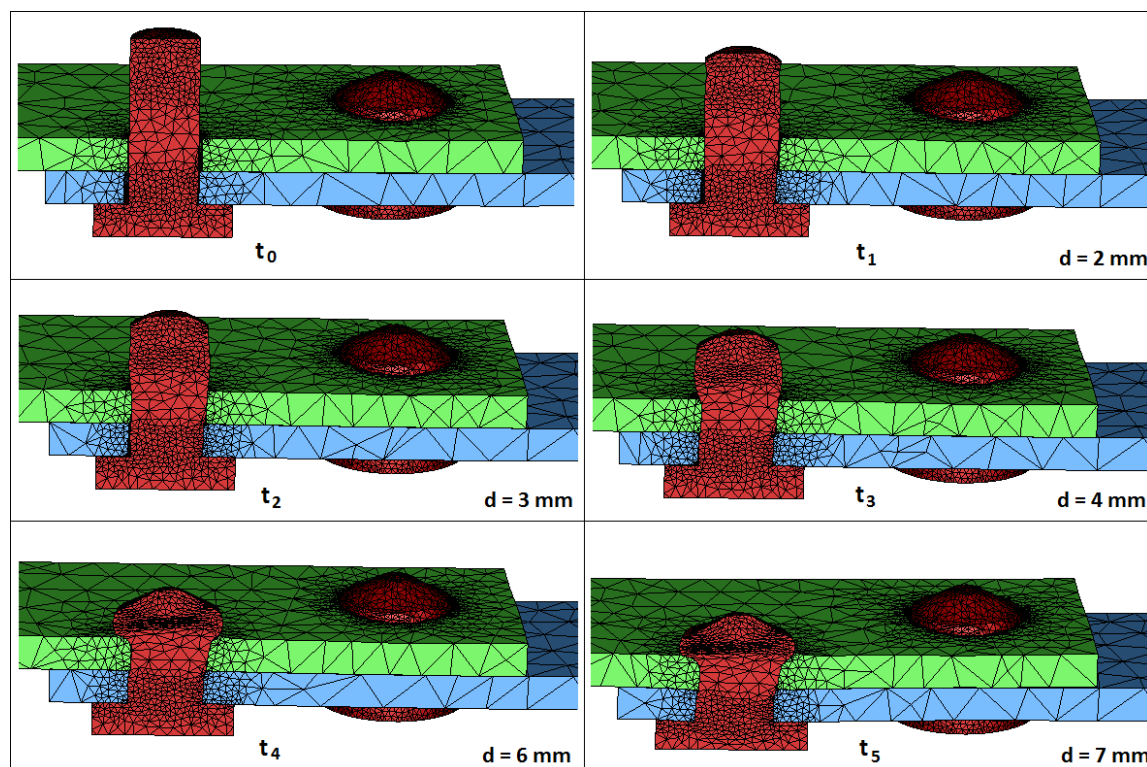 t0
t1 d = 2 mm
t2 d = 3 mm
t3 d = 4 mm
t4 d = 6 mm
t5 d = 7 mm